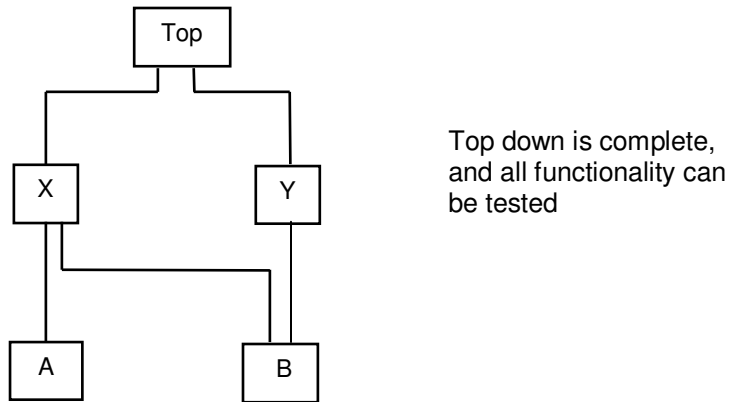 Top
X
Y
Top down is complete,
and all functionality can
be tested
A
B